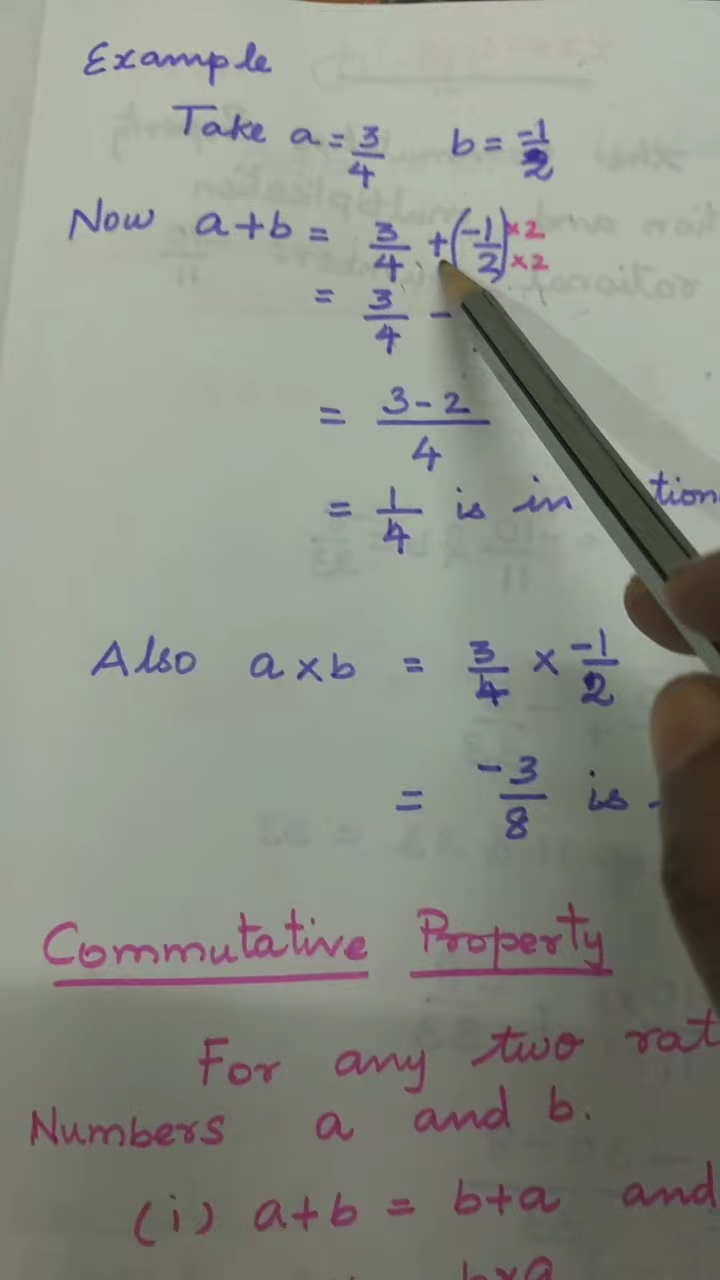 Example
Take a = 3/4 b = -1/2
Now a+b = 3/4 + (-1/2) ×2 ×2
= 3/4 -
= 3-2/4
= 1/4 is in
Also a×b = 3/4 × -1/2
= -3/8 is
Commutative Property
For any two
Numbers a and b.
(i) a+b = b+a and
b×a